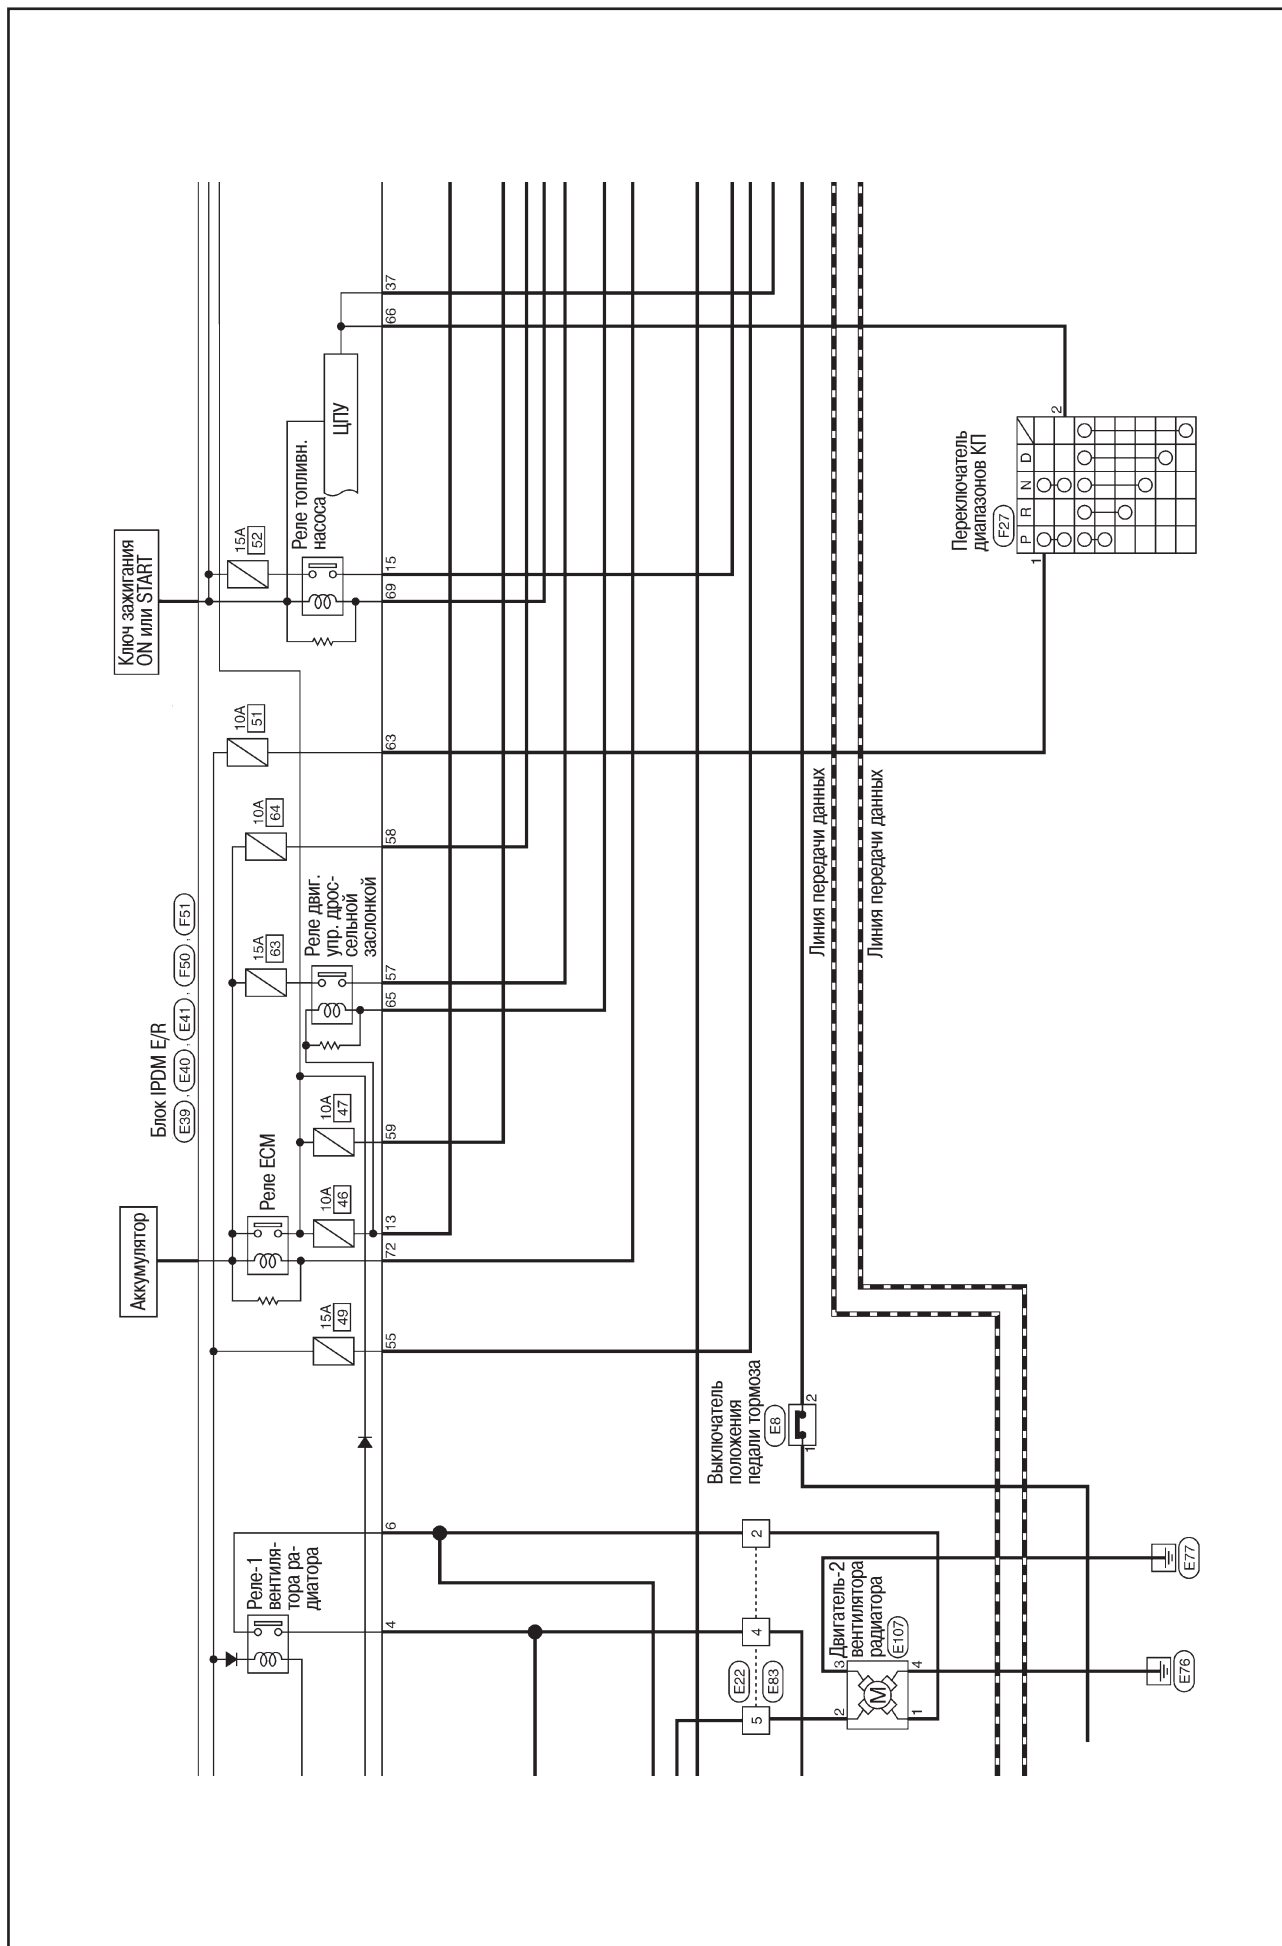 Аккумулятор
Ключ зажигания
ON или START
Блок IPDM E/R
E39, E40, E41, F50, F51
Реле-1
вентиля-
тора ра-
диатора
Реле ECM
15A
49
10A
46
10A
47
15A
63
10A
64
10A
51
15A
52
Реле двиг.
упр. дрос-
сельной
заслонкой
Реле топливн.
насоса
ЦПУ
4
6
55
72
13
59
65
57
58
63
69
15
66
37
Выключатель
положения
педали тормоза
E8
1
2
5
4
2
E22
E83
Двигатель-2
вентилятора
радиатора
E107
2
3
1
4
M
E76
E77
Линия передачи данных
Линия передачи данных
Переключатель
диапазонов КП
F27
P R N D
1
2